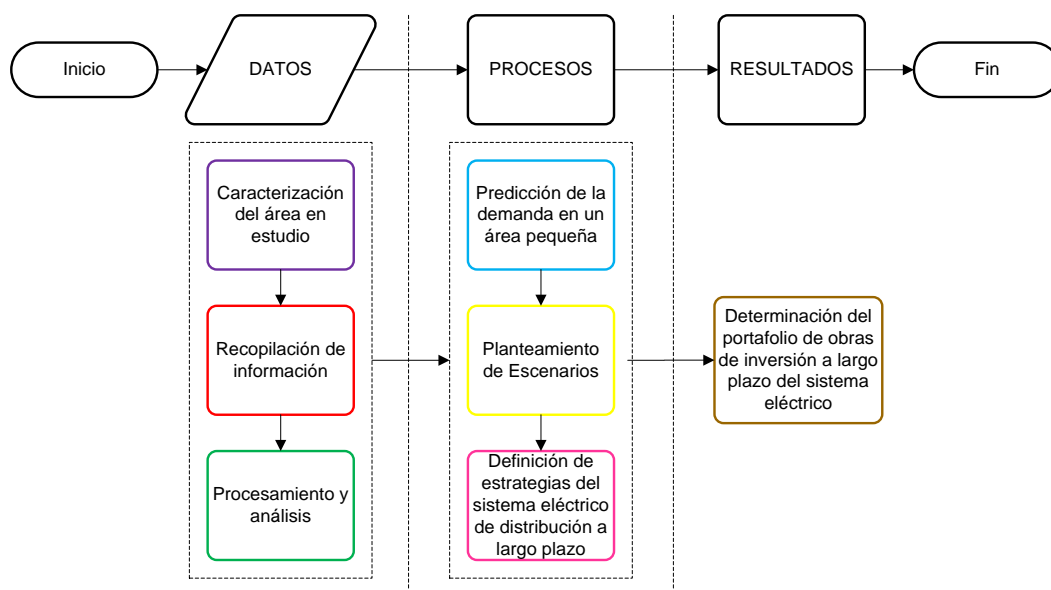 Inicio
DATOS
PROCESOS
RESULTADOS
Fin
Caracterización
del área en
estudio
Recopilación de
información
Procesamiento y
análisis
Predicción de la
demanda en un
área pequeña
Planteamiento
de Escenarios
Definición de
estrategias del
sistema eléctrico
de distribución a
largo plazo
Determinación del
portafolio de obras
de inversión a largo
plazo del sistema
eléctrico